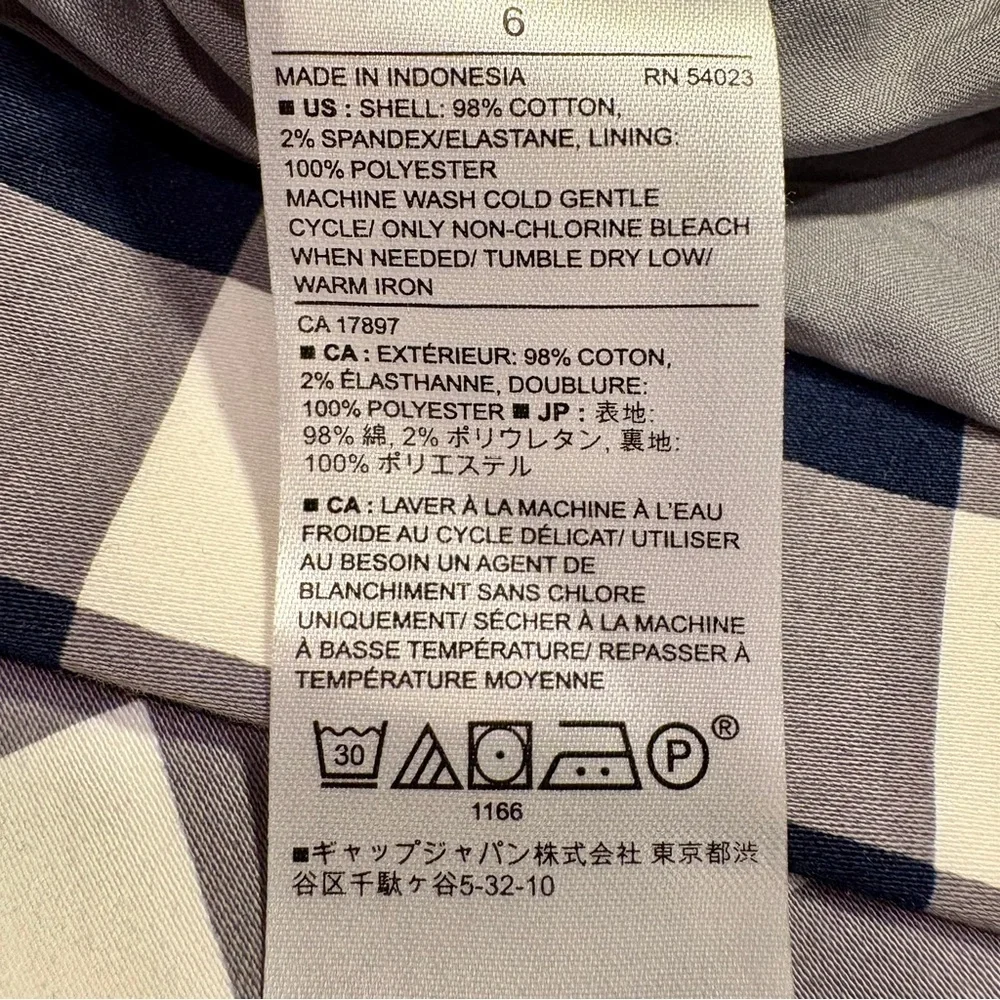 6
MADE IN INDONESIA RN 54023
■ US : SHELL: 98% COTTON,
2% SPANDEX/ELASTANE, LINING:
100% POLYESTER
MACHINE WASH COLD GENTLE
CYCLE/ ONLY NON-CHLORINE BLEACH
WHEN NEEDED/ TUMBLE DRY LOW/
WARM IRON
CA 17897
■ CA : EXTÉRIEUR: 98% COTON,
2% ÉLASTHANNE, DOUBLURE:
100% POLYESTER ■ JP : 表地:
98% 綿, 2% ポリウレタン, 裏地:
100% ポリエステル
■ CA : LAVER À LA MACHINE À L'EAU
FROIDE AU CYCLE DÉLICAT/ UTILISER
AU BESOIN UN AGENT DE
BLANCHIMENT SANS CHLORE
UNIQUEMENT/ SÉCHER À LA MACHINE
À BASSE TEMPÉRATURE/ REPASSER À
TEMPÉRATURE MOYENNE
30 P ®
1166
■ギャップジャパン株式会社 東京都渋
谷区千駄ヶ谷5-32-10